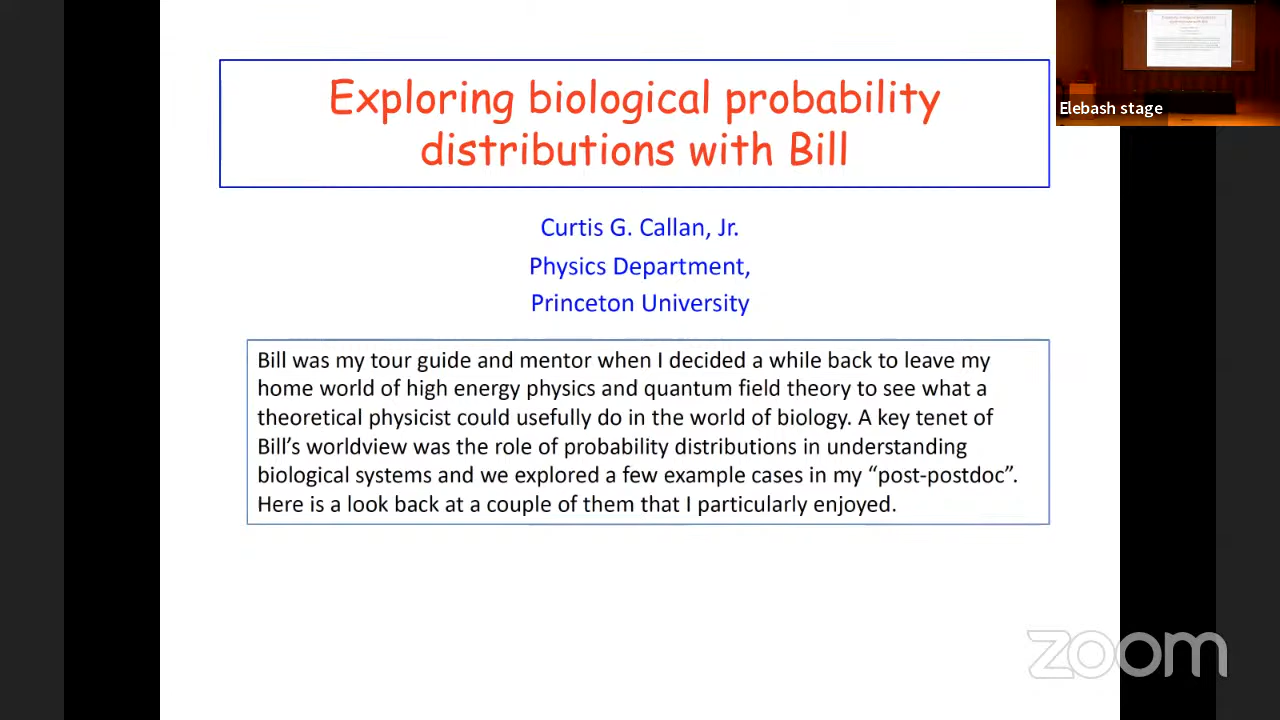 Exploring biological probability
distributions with Bill
Elebash stage
Curtis G. Callan, Jr.
Physics Department,
Princeton University
Bill was my tour guide and mentor when I decided a while back to leave my
home world of high energy physics and quantum field theory to see what a
theoretical physicist could usefully do in the world of biology. A key tenet of
Bill’s worldview was the role of probability distributions in understanding
biological systems and we explored a few example cases in my “post-postdoc”.
Here is a look back at a couple of them that I particularly enjoyed.
zoom